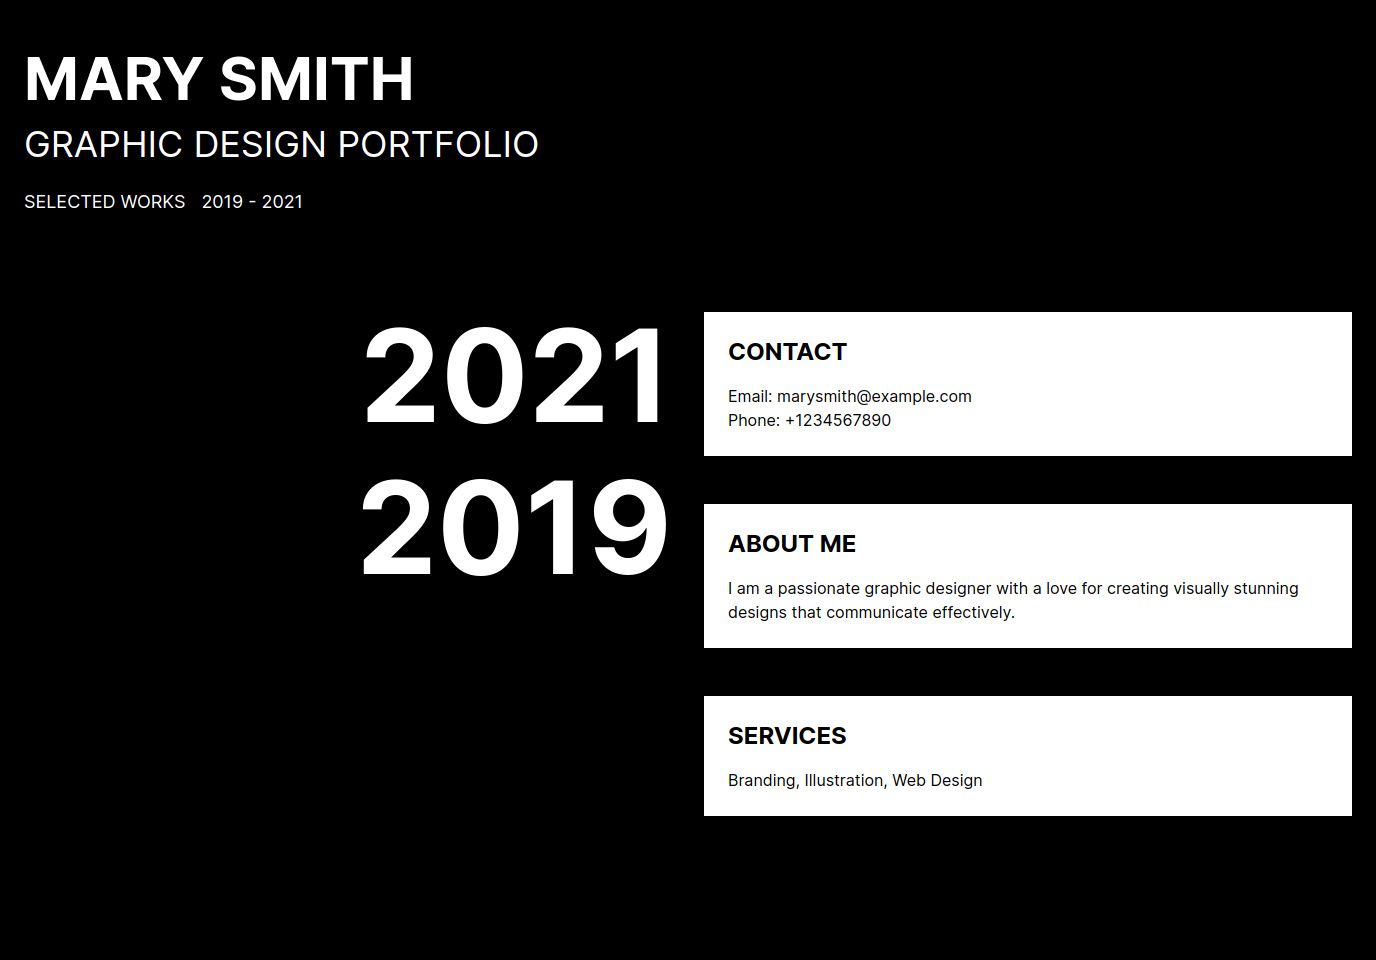 MARY SMITH
GRAPHIC DESIGN PORTFOLIO
SELECTED WORKS 2019 - 2021
2021
2019
CONTACT
Email: marysmith@example.com
Phone: +1234567890
ABOUT ME
I am a passionate graphic designer with a love for creating visually stunning
designs that communicate effectively.
SERVICES
Branding, Illustration, Web Design